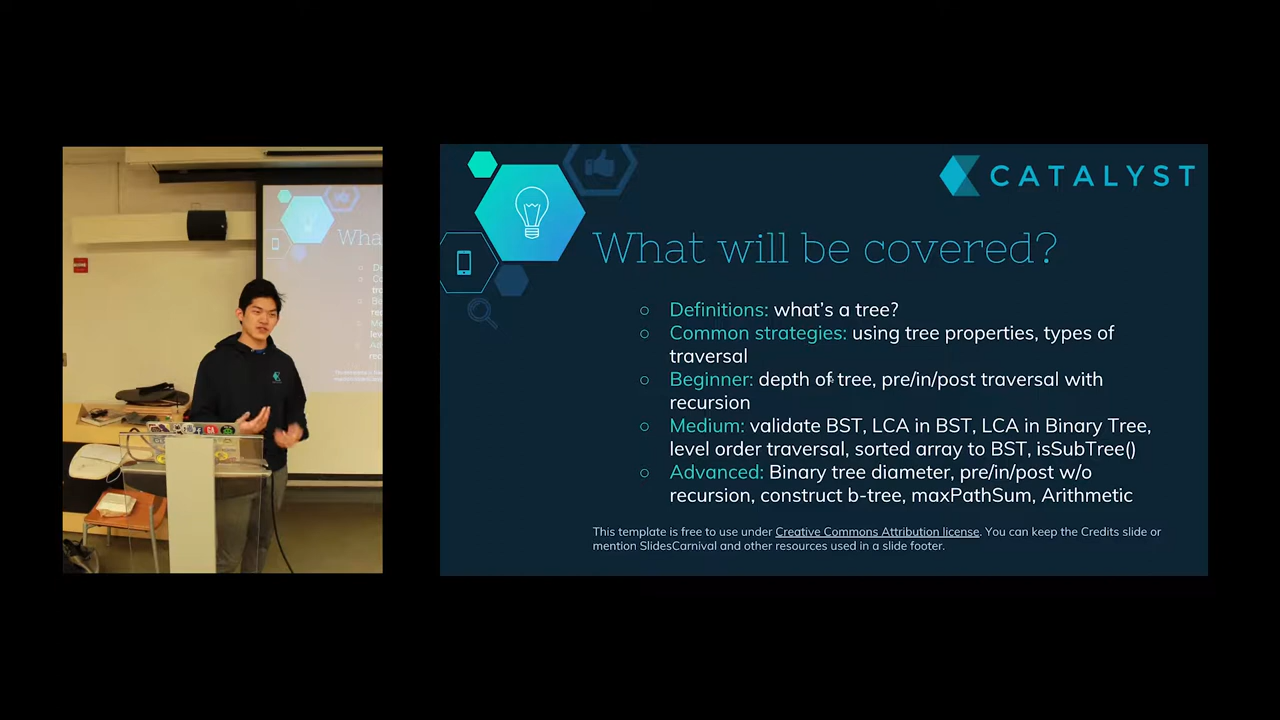 CATALYST
What will be covered?
○ Definitions: what's a tree?
○ Common strategies: using tree properties, types of
traversal
○ Beginner: depth of tree, pre/in/post traversal with
recursion
○ Medium: validate BST, LCA in BST, LCA in Binary Tree,
level order traversal, sorted array to BST, isSubTree()
○ Advanced: Binary tree diameter, pre/in/post w/o
recursion, construct b-tree, maxPathSum, Arithmetic
This template is free to use under Creative Commons Attribution license. You can keep the Credits slide or
mention SlidesCarnival and other resources used in a slide footer.
Wha